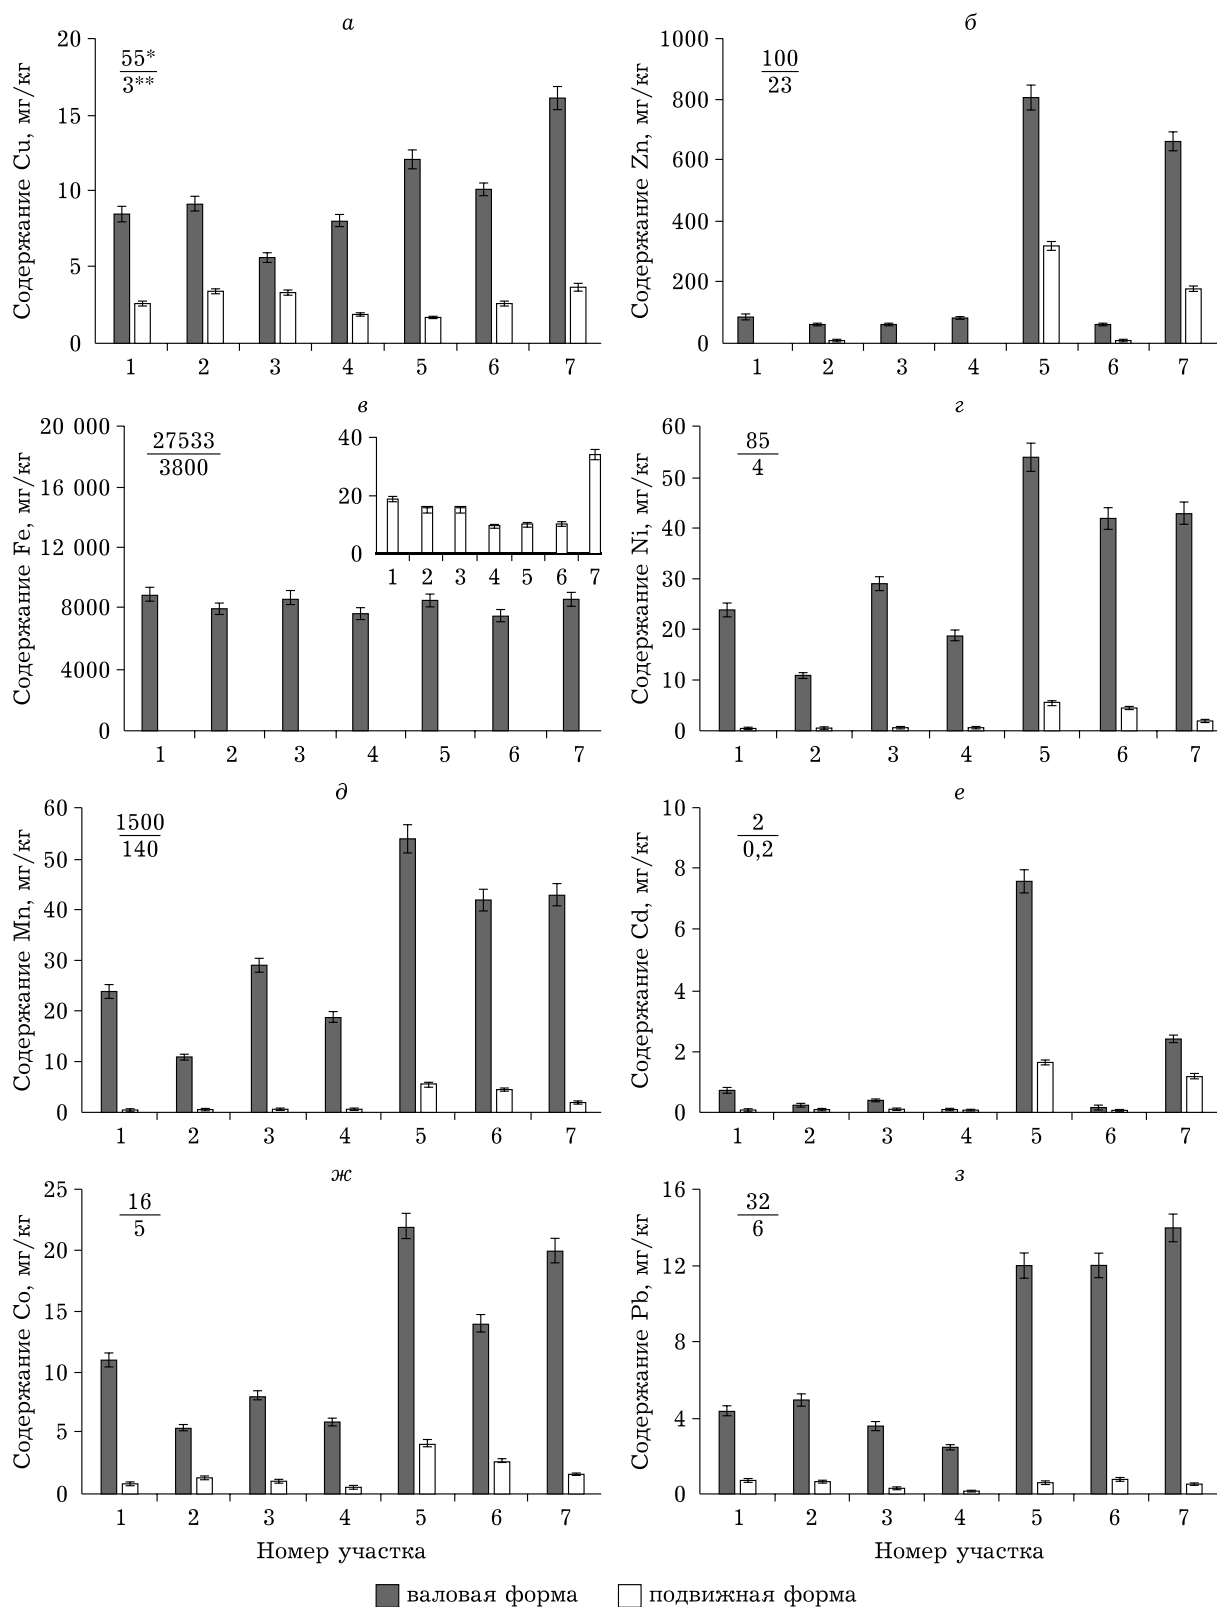 а
Содержание Cu, мг/кг
55*
3**
20
15
10
5
0
1 2 3 4 5 6 7
б
Содержание Zn, мг/кг
100
23
1000
800
600
400
200
0
1 2 3 4 5 6 7
в
Содержание Fe, мг/кг
27533
3800
20 000
16 000
12 000
8000
4000
0
40
20
0
1 2 3 4 5 6 7
1 2 3 4 5 6 7
г
Содержание Ni, мг/кг
85
4
60
50
40
30
20
10
0
1 2 3 4 5 6 7
д
Содержание Mn, мг/кг
1500
140
60
50
40
30
20
10
0
1 2 3 4 5 6 7
е
Содержание Cd, мг/кг
2
0,2
10
8
6
4
2
0
1 2 3 4 5 6 7
ж
Содержание Co, мг/кг
16
5
25
20
15
10
5
0
1 2 3 4 5 6 7
Номер участка
з
Содержание Pb, мг/кг
32
6
16
12
8
4
0
1 2 3 4 5 6 7
Номер участка
валовая форма
подвижная форма